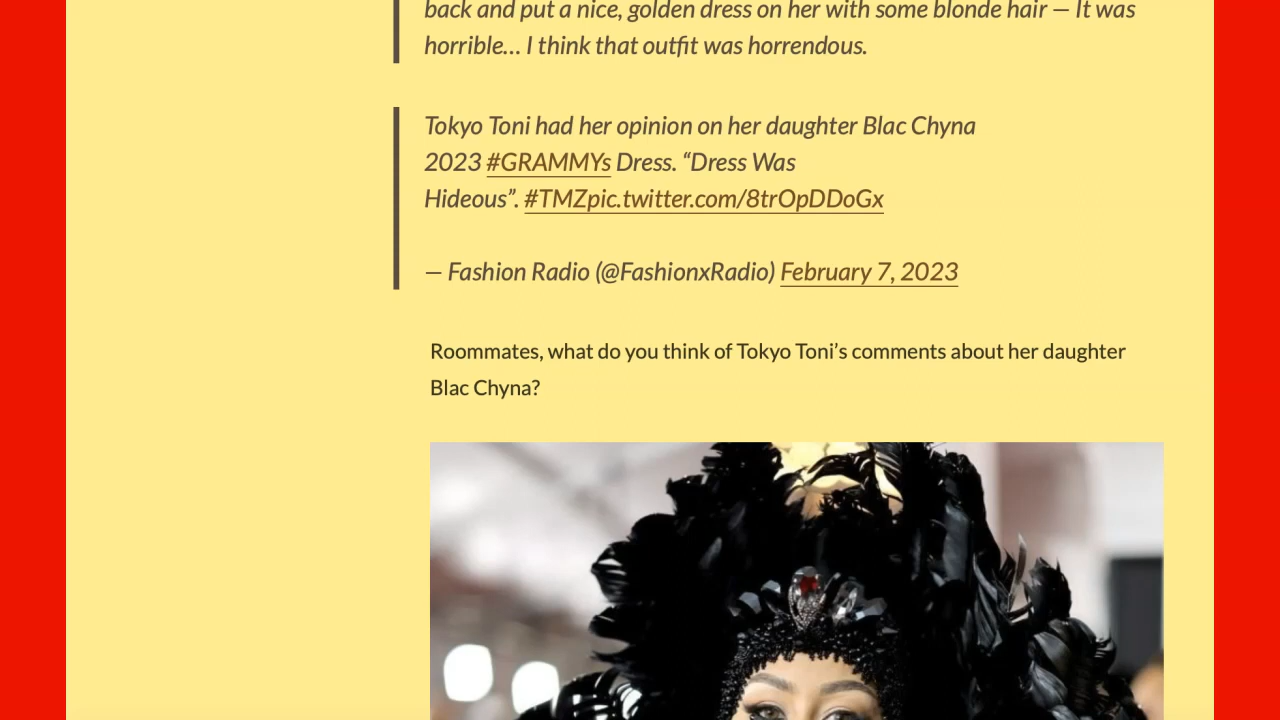 back and put a nice, golden dress on her with some blonde hair — It was
horrible… I think that outfit was horrendous.
Tokyo Toni had her opinion on her daughter Blac Chyna
2023 #GRAMMYs Dress. “Dress Was
Hideous”. #TMZpic.twitter.com/8trOpDDoGx
— Fashion Radio (@FashionxRadio) February 7, 2023
Roommates, what do you think of Tokyo Toni’s comments about her daughter
Blac Chyna?